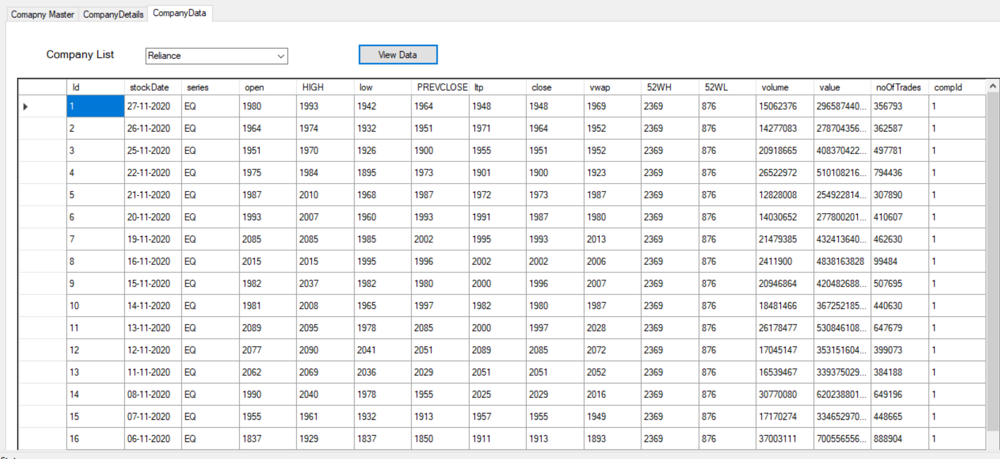 Comapny Master CompanyDetails CompanyData
Company List Reliance View Data
Id stockDate series open HIGH low PREVCLOSE ltp close vwap 52WH 52WL volume value noOfTrades compId
1 27-11-2020 EQ 1980 1993 1942 1964 1948 1948 1969 2369 876 15062376 296587440... 356793 1
2 26-11-2020 EQ 1964 1974 1932 1951 1971 1964 1952 2369 876 14277083 278704356... 362587 1
3 25-11-2020 EQ 1951 1970 1926 1900 1955 1951 1952 2369 876 20918665 408370422... 497781 1
4 22-11-2020 EQ 1975 1984 1895 1973 1901 1900 1923 2369 876 26522972 510108216... 794436 1
5 21-11-2020 EQ 1987 2010 1968 1987 1972 1973 1987 2369 876 12828008 254922814... 307890 1
6 20-11-2020 EQ 1993 2007 1960 1993 1991 1987 1980 2369 876 14030652 277800201... 410607 1
7 19-11-2020 EQ 2085 2085 1985 2002 1995 1993 2013 2369 876 21479385 432413640... 462630 1
8 16-11-2020 EQ 2015 2015 1995 1996 2002 2002 2006 2369 876 2411900 4838163828 99484 1
9 15-11-2020 EQ 1982 2037 1982 1980 2000 1996 2007 2369 876 20946864 420482688... 507695 1
10 14-11-2020 EQ 1981 2008 1965 1997 1982 1980 1987 2369 876 18481466 367252185... 440630 1
11 13-11-2020 EQ 2089 2095 1978 2085 2000 1997 2028 2369 876 26178477 530846108... 647679 1
12 12-11-2020 EQ 2077 2090 2041 2051 2089 2085 2072 2369 876 17045147 353151604... 399073 1
13 11-11-2020 EQ 2062 2069 2036 2029 2051 2051 2052 2369 876 16539467 339375029... 384188 1
14 08-11-2020 EQ 1990 2040 1978 1955 2025 2029 2016 2369 876 30770080 620238801... 649196 1
15 07-11-2020 EQ 1955 1961 1932 1913 1957 1955 1949 2369 876 17170274 334652970... 448665 1
16 06-11-2020 EQ 1837 1929 1837 1850 1911 1913 1893 2369 876 37003111 700556556... 888904 1